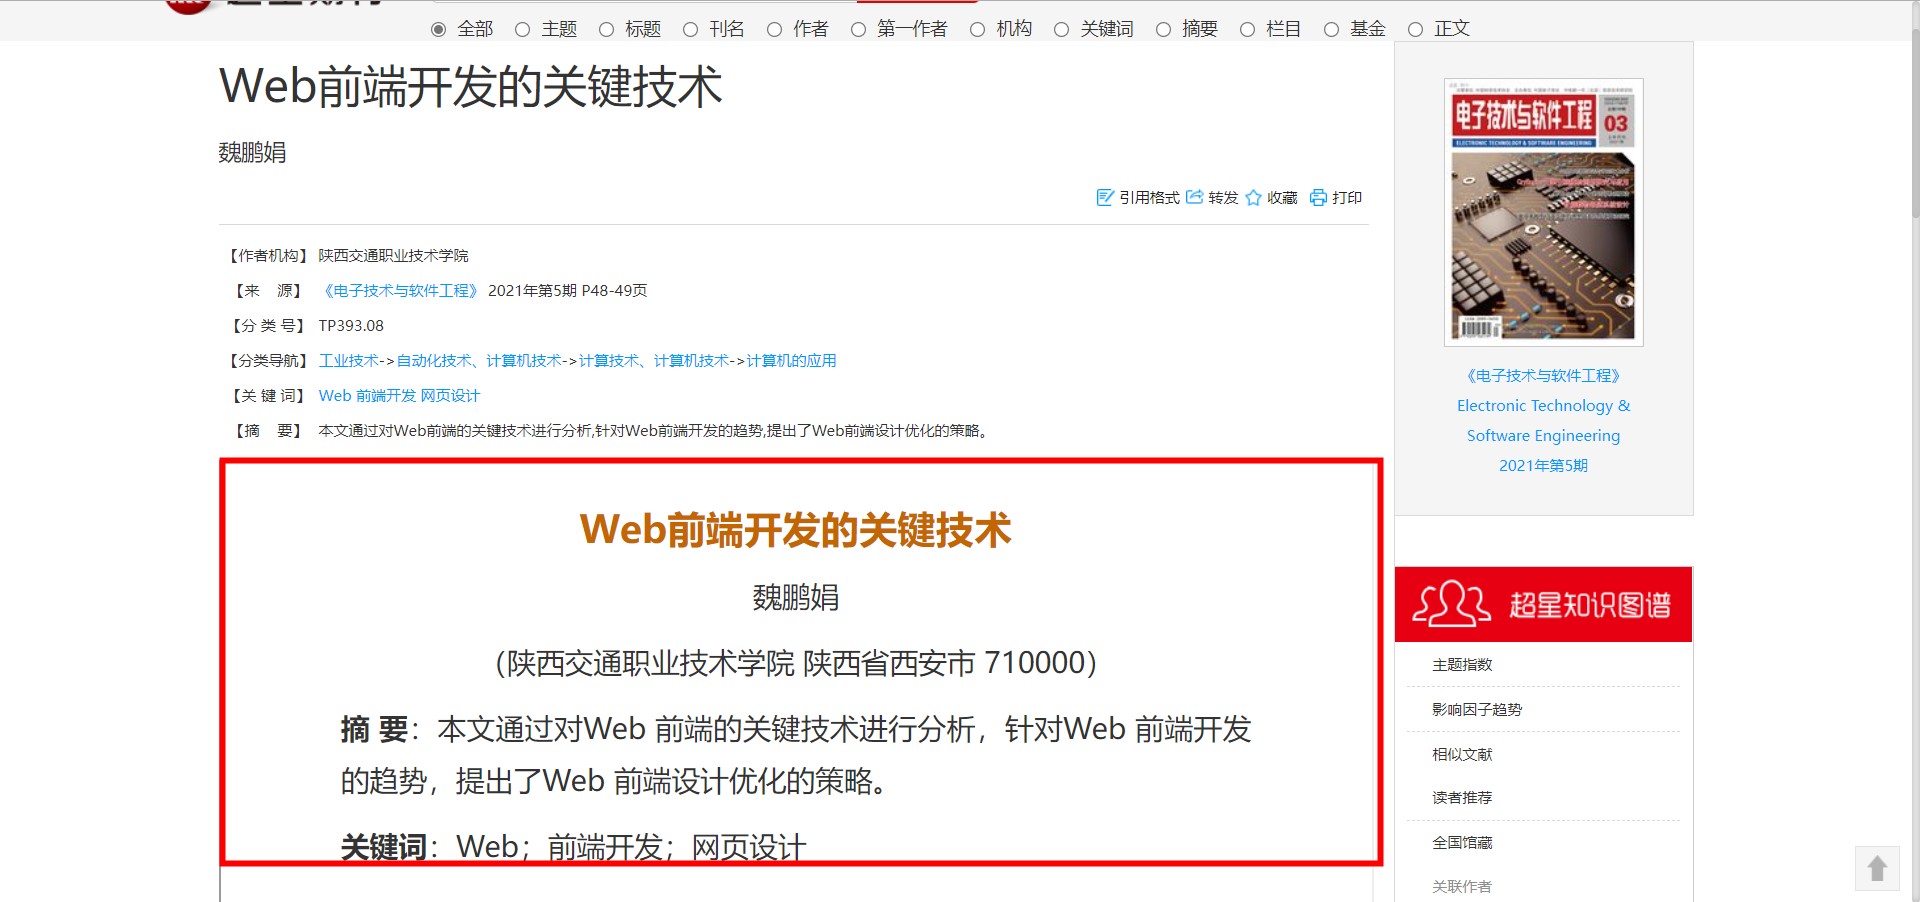 全部 主题 标题 刊名 作者 第一作者 机构 关键词 摘要 栏目 基金 正文
Web前端开发的关键技术
魏鹏娟
引用格式 转发 收藏 打印
【作者机构】 陕西交通职业技术学院
【来 源】 《电子技术与软件工程》 2021年第5期 P48-49页
【分 类 号】 TP393.08
【分类导航】 工业技术->自动化技术、计算机技术->计算技术、计算机技术->计算机的应用
【关 键 词】 Web 前端开发 网页设计
【摘 要】 本文通过对Web前端的关键技术进行分析,针对Web前端开发的趋势,提出了Web前端设计优化的策略。
Web前端开发的关键技术
魏鹏娟
（陕西交通职业技术学院 陕西省西安市 710000）
摘 要：本文通过对Web 前端的关键技术进行分析，针对Web 前端开发
的趋势，提出了Web 前端设计优化的策略。
关键词：Web；前端开发；网页设计
电子技术与软件工程
03
ELECTRONIC TECHNOLOGY & SOFTWARE ENGINEERING
《电子技术与软件工程》
Electronic Technology &
Software Engineering
2021年第5期
超星知识图谱
主题指数
影响因子趋势
相似文献
读者推荐
全国馆藏
关联作者